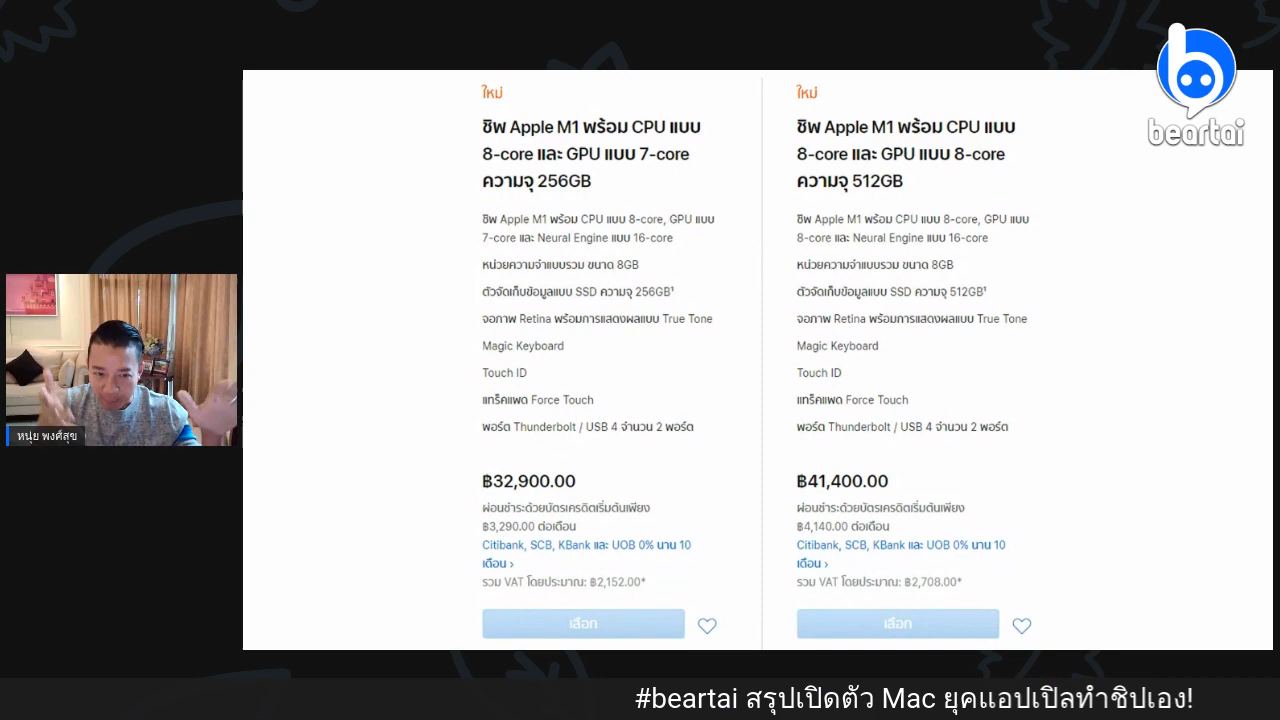 ใหม่
ชิพ Apple M1 พร้อม CPU แบบ
8-core และ GPU แบบ 7-core
ความจุ 256GB
ชิพ Apple M1 พร้อม CPU แบบ 8-core, GPU แบบ
7-core และ Neural Engine แบบ 16-core
หน่วยความจำแบบรวม ขนาด 8GB
ตัวจัดเก็บข้อมูลแบบ SSD ความจุ 256GB¹
จอภาพ Retina พร้อมการแสดงผลแบบ True Tone
Magic Keyboard
Touch ID
แทร็คแพด Force Touch
พอร์ต Thunderbolt / USB 4 จำนวน 2 พอร์ต
฿32,900.00
ผ่อนชำระด้วยบัตรเครดิตเริ่มต้นเพียง
฿3,290.00 ต่อเดือน
Citibank, SCB, KBank และ UOB 0% นาน 10
เดือน ›
รวม VAT โดยประมาณ: ฿2,152.00*
เลือก
ใหม่
ชิพ Apple M1 พร้อม CPU แบบ
8-core และ GPU แบบ 8-core
ความจุ 512GB
ชิพ Apple M1 พร้อม CPU แบบ 8-core, GPU แบบ
8-core และ Neural Engine แบบ 16-core
หน่วยความจำแบบรวม ขนาด 8GB
ตัวจัดเก็บข้อมูลแบบ SSD ความจุ 512GB¹
จอภาพ Retina พร้อมการแสดงผลแบบ True Tone
Magic Keyboard
Touch ID
แทร็คแพด Force Touch
พอร์ต Thunderbolt / USB 4 จำนวน 2 พอร์ต
฿41,400.00
ผ่อนชำระด้วยบัตรเครดิตเริ่มต้นเพียง
฿4,140.00 ต่อเดือน
Citibank, SCB, KBank และ UOB 0% นาน 10
เดือน ›
รวม VAT โดยประมาณ: ฿2,708.00*
เลือก
beartai
หนุ่ย พงศ์สุข
#beartai สรุปเปิดตัว Mac ยุคแอปเปิลทำชิปเอง!